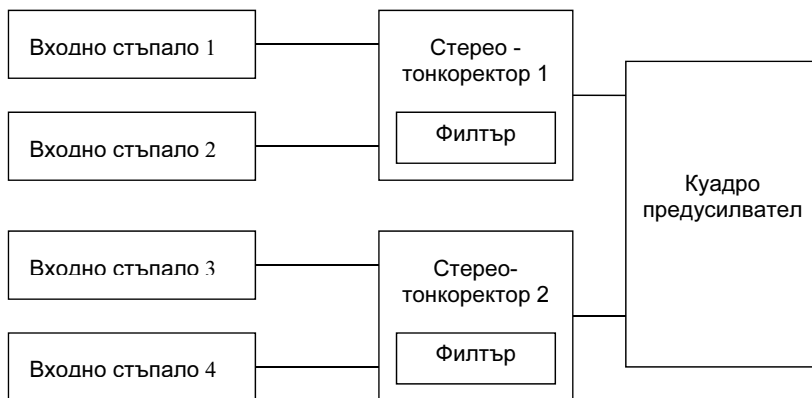 Входно стъпало 1
Входно стъпало 2
Стерео -
тонкоректор 1
Филтър
Входно стъпало 3
Входно стъпало 4
Стерео-
тонкоректор 2
Филтър
Куадро
предусилвател